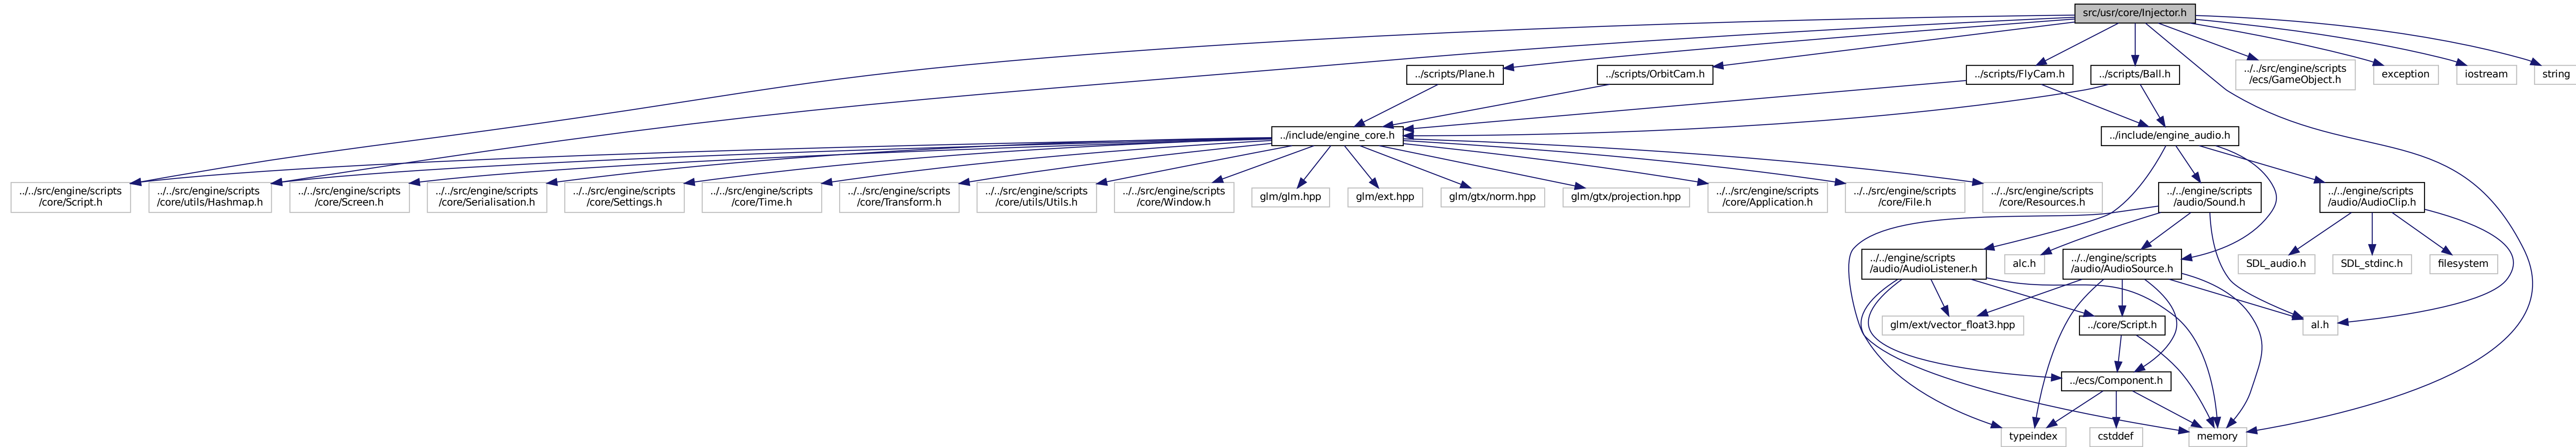 src/usr/core/Injector.h
../scripts/Plane.h
../scripts/OrbitCam.h
../scripts/FlyCam.h
../scripts/Ball.h
../../src/engine/scripts
/ecs/GameObject.h
exception
iostream
string
../include/engine_core.h
../include/engine_audio.h
../../src/engine/scripts
/core/Script.h
../../src/engine/scripts
/core/utils/Hashmap.h
../../src/engine/scripts
/core/Screen.h
../../src/engine/scripts
/core/Serialisation.h
../../src/engine/scripts
/core/Settings.h
../../src/engine/scripts
/core/Time.h
../../src/engine/scripts
/core/Transform.h
../../src/engine/scripts
/core/utils/Utils.h
../../src/engine/scripts
/core/Window.h
glm/glm.hpp
glm/ext.hpp
glm/gtx/norm.hpp
glm/gtx/projection.hpp
../../src/engine/scripts
/core/Application.h
../../src/engine/scripts
/core/File.h
../../src/engine/scripts
/core/Resources.h
../../engine/scripts
/audio/Sound.h
../../engine/scripts
/audio/AudioClip.h
../../engine/scripts
/audio/AudioListener.h
alc.h
../../engine/scripts
/audio/AudioSource.h
SDL_audio.h
SDL_stdinc.h
filesystem
glm/ext/vector_float3.hpp
../core/Script.h
al.h
../ecs/Component.h
typeindex
cstddef
memory